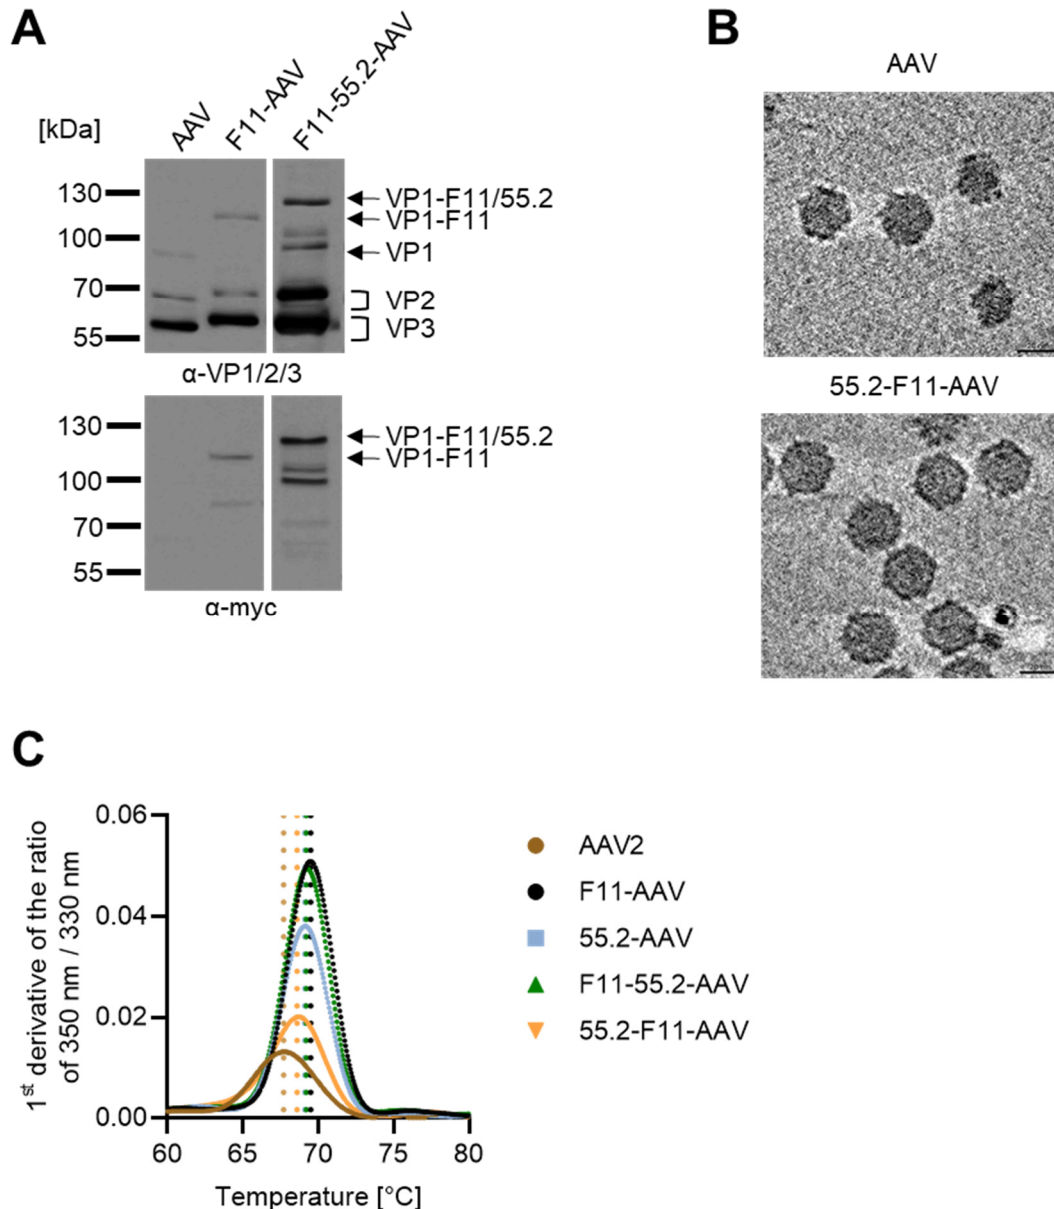 A
[kDa]
AAV
F11-AAV
F11-55.2-AAV
130
100
70
55
VP1-F11/55.2
VP1-F11
VP1
VP2
VP3
α-VP1/2/3
130
100
70
55
VP1-F11/55.2
VP1-F11
α-myc
B
AAV
55.2-F11-AAV
C
1st derivative of the ratio
of 350 nm / 330 nm
0.06
0.04
0.02
0.00
60 65 70 75 80
Temperature [°C]
AAV2
F11-AAV
55.2-AAV
F11-55.2-AAV
55.2-F11-AAV